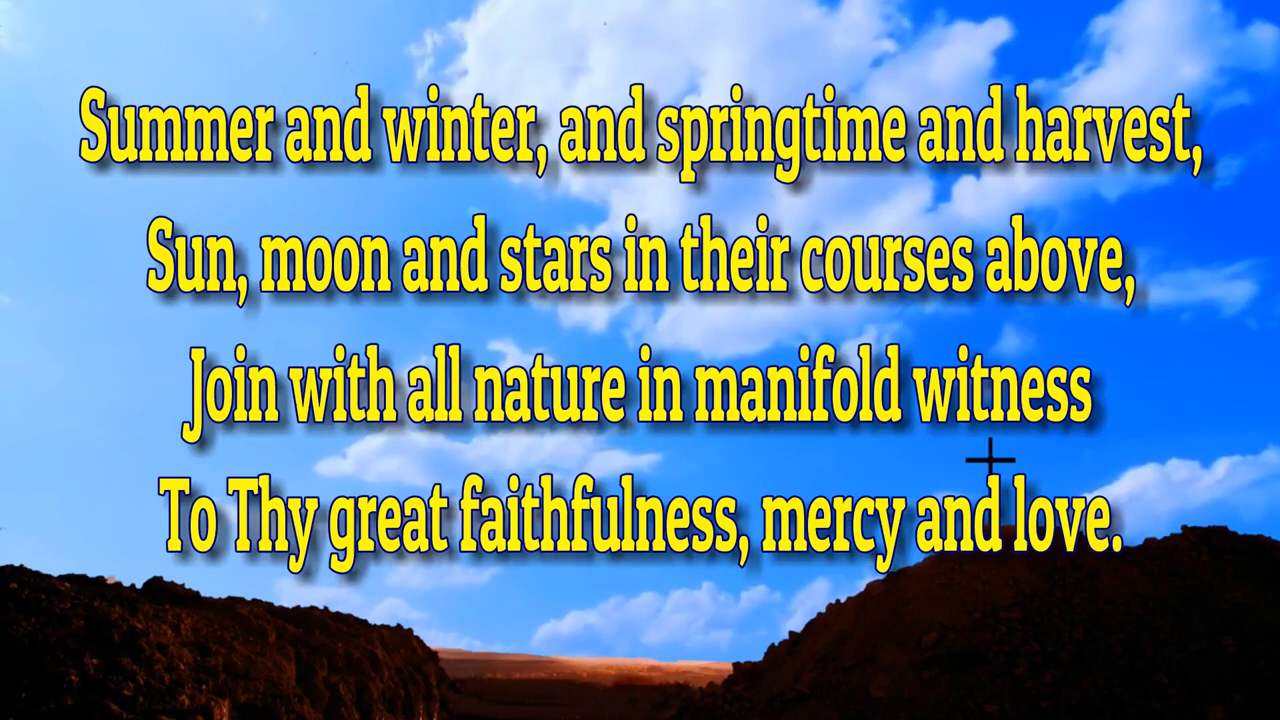 Summer and winter, and springtime and harvest,
Sun, moon and stars in their courses above,
Join with all nature in manifold witness
To Thy great faithfulness, mercy and love.